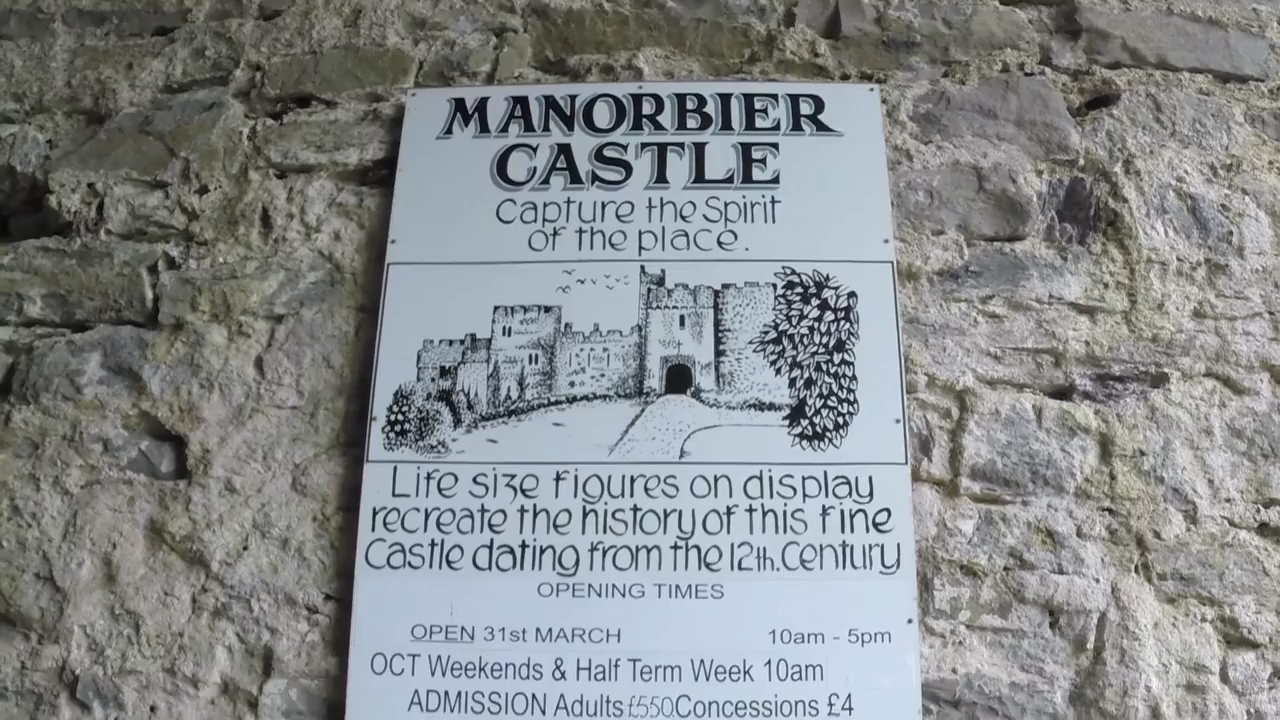 MANORBIER
CASTLE
Capture the Spirit
of the place.
Life size figures on display
recreate the history of this fine
Castle dating from the 12th. Century
OPENING TIMES
OPEN 31st MARCH 10am - 5pm
OCT Weekends & Half Term Week 10am
ADMISSION Adults £550 Concessions £4